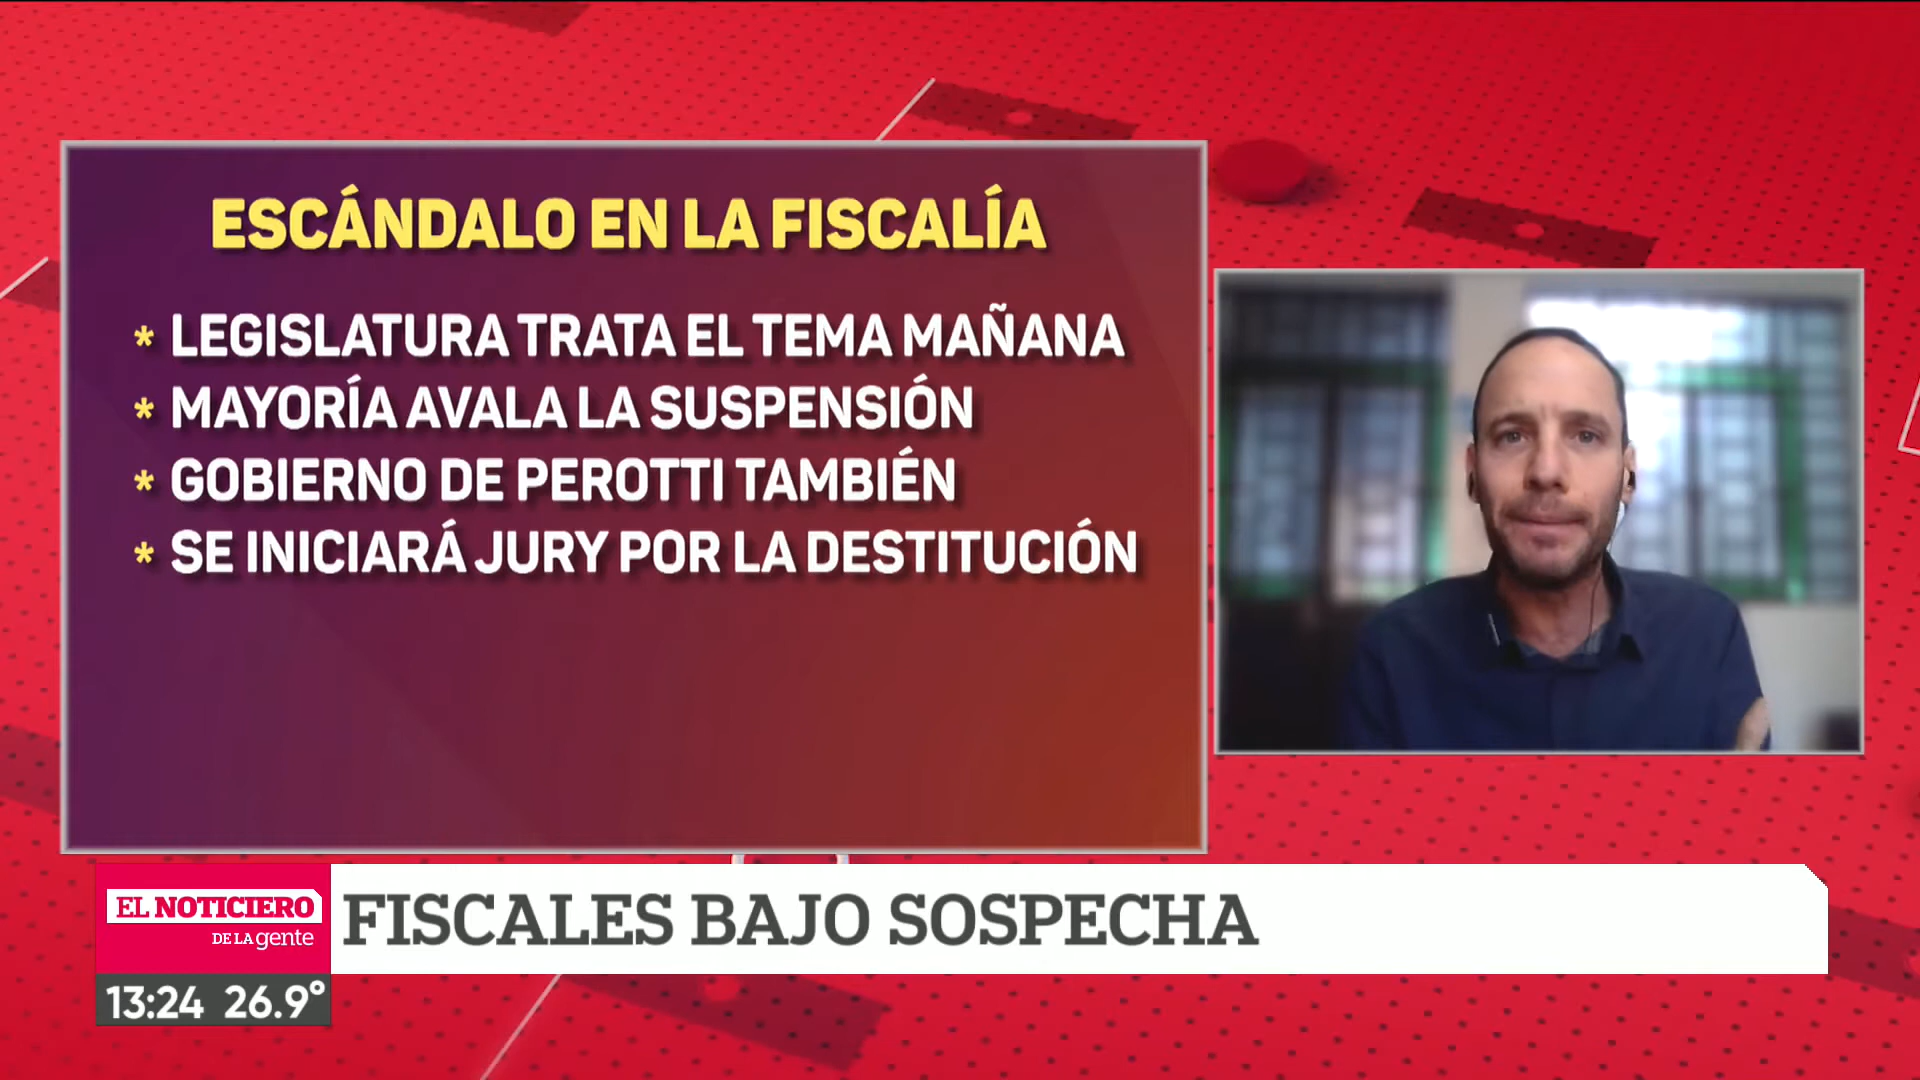 ESCÁNDALO EN LA FISCALÍA
* LEGISLATURA TRATA EL TEMA MAÑANA
* MAYORÍA AVALA LA SUSPENSIÓN
* GOBIERNO DE PEROTTI TAMBIÉN
* SE INICIARÁ JURY POR LA DESTITUCIÓN
EL NOTICIERO
DE LA gente
FISCALES BAJO SOSPECHA
13:24 26.9°